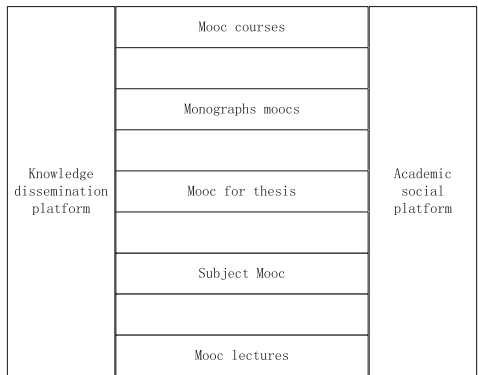 Mooc courses
Monographs moocs
Knowledge
dissemination
platform
Mooc for thesis
Academic
social
platform
Subject Mooc
Mooc lectures